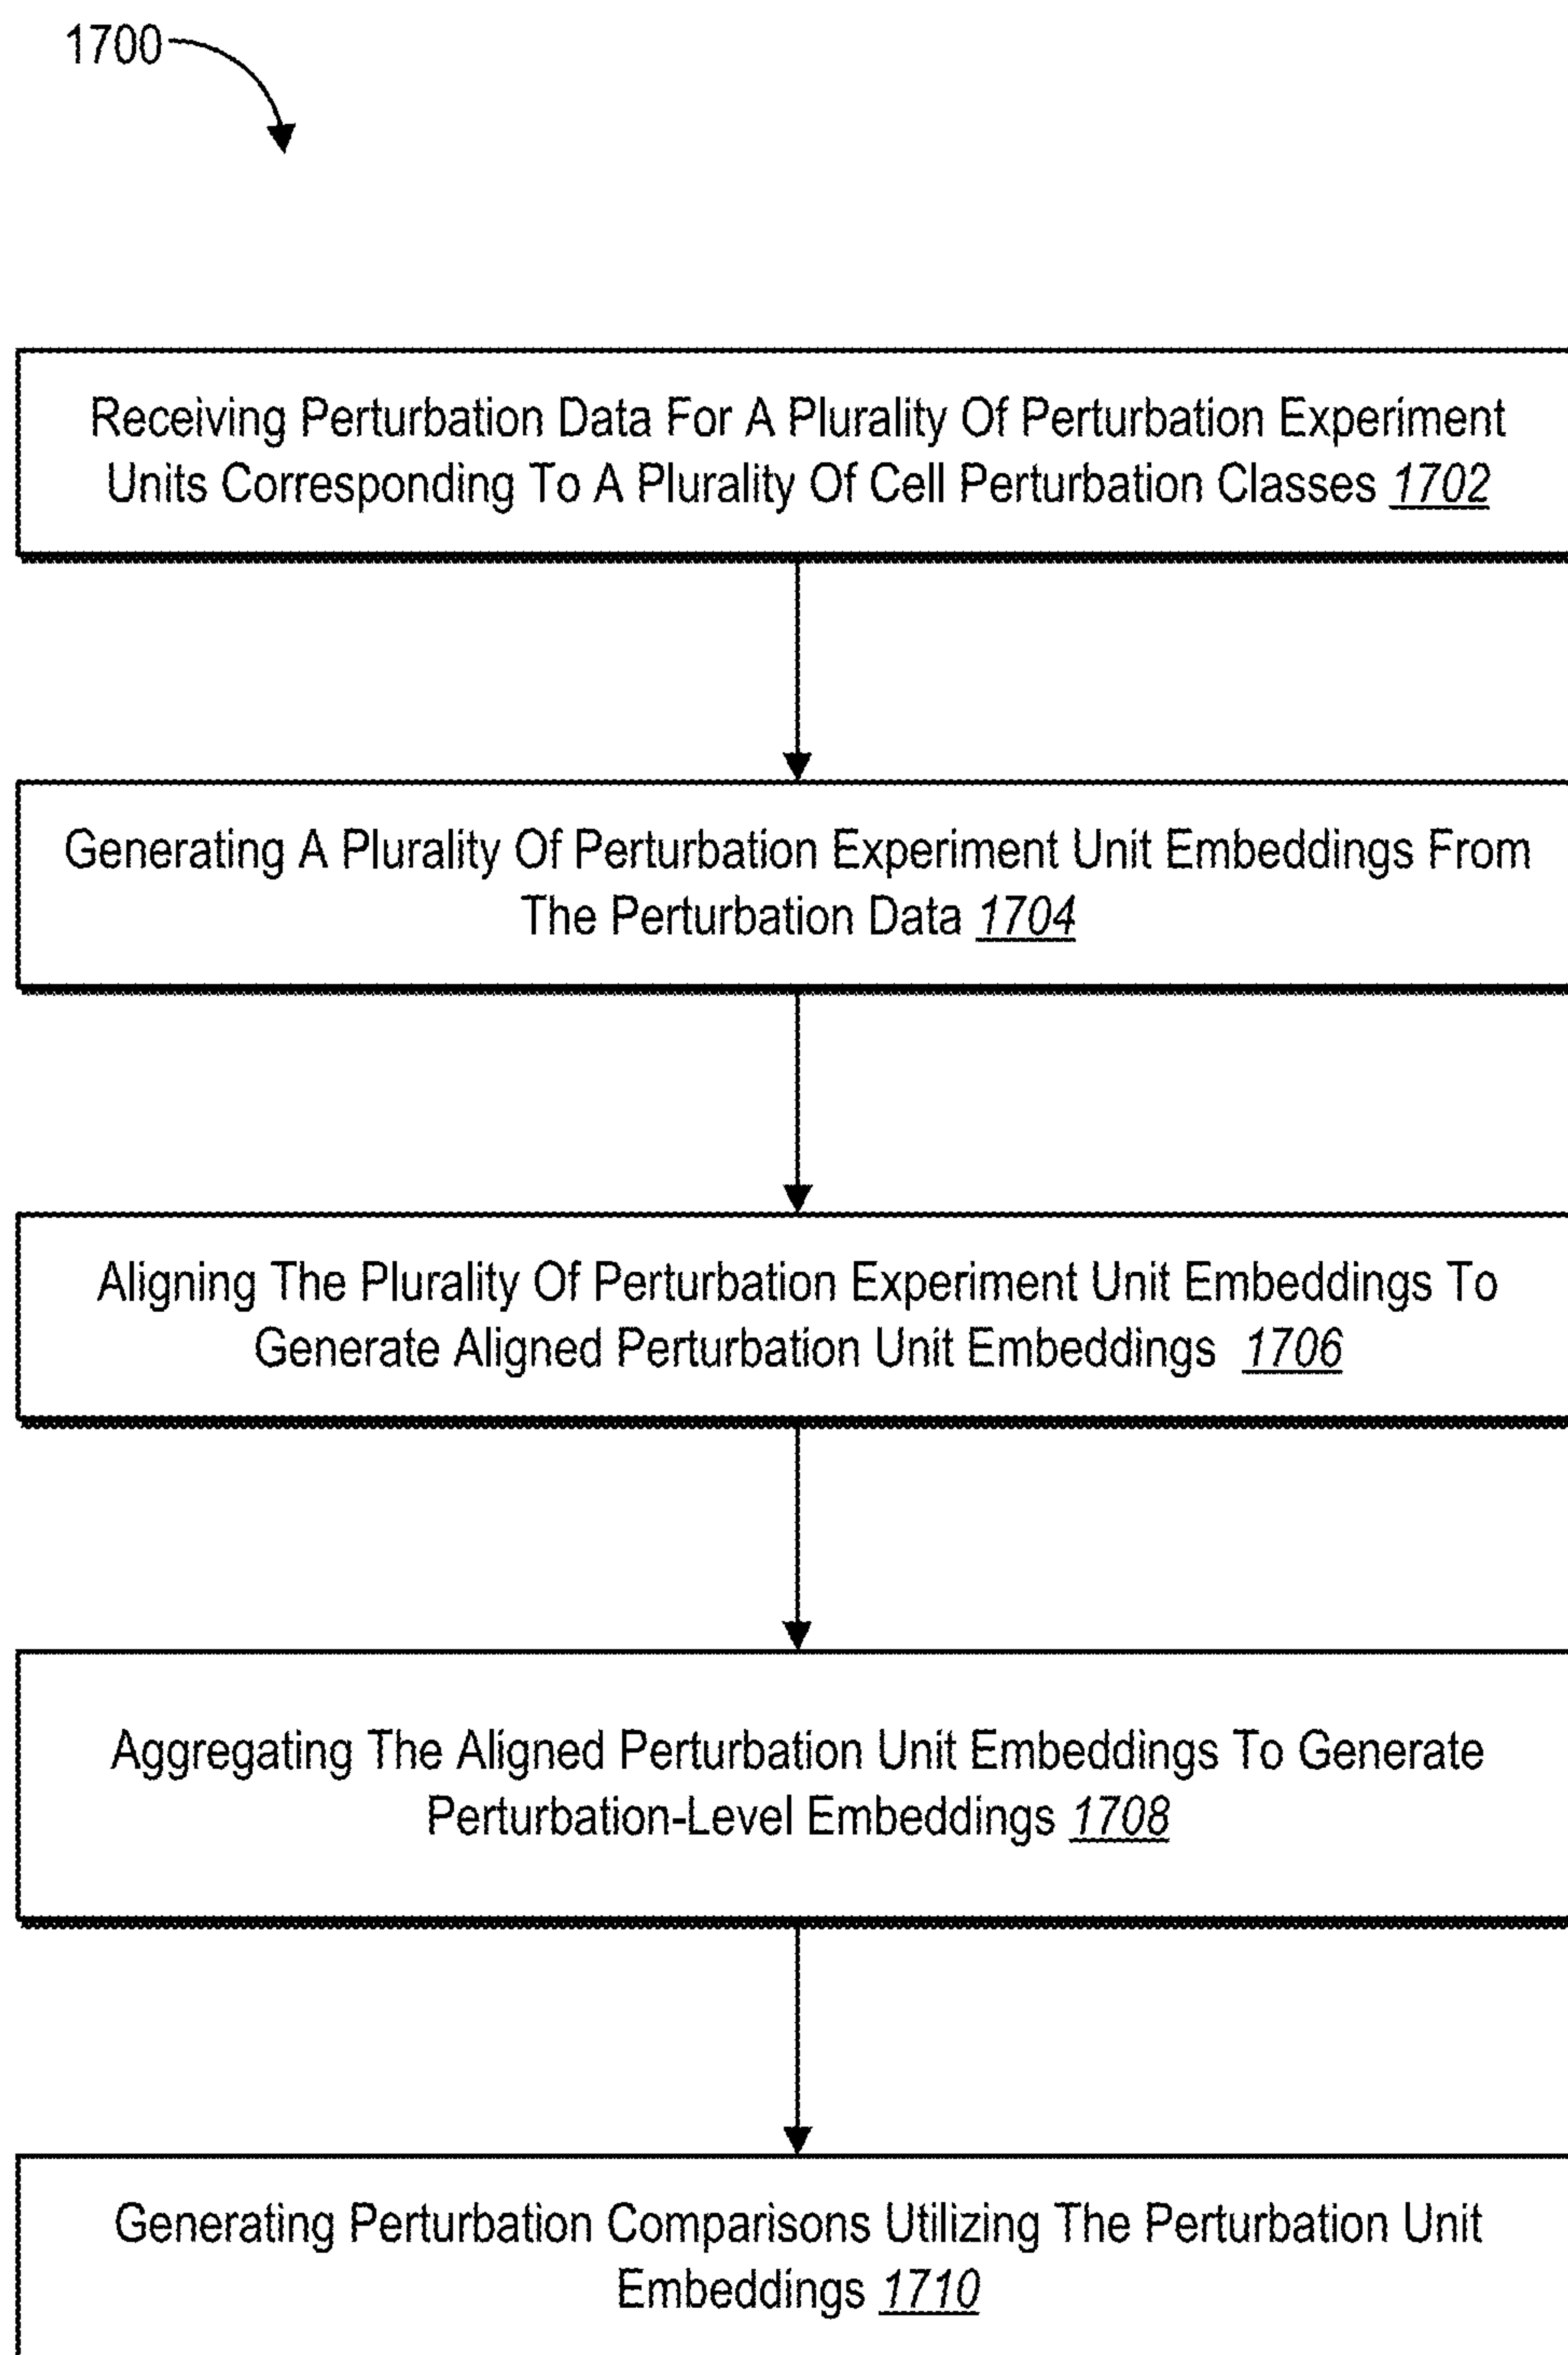 1700
Receiving Perturbation Data For A Plurality Of Perturbation Experiment
Units Corresponding To A Plurality Of Cell Perturbation Classes 1702
Generating A Plurality Of Perturbation Experiment Unit Embeddings From
The Perturbation Data 1704
Aligning The Plurality Of Perturbation Experiment Unit Embeddings To
Generate Aligned Perturbation Unit Embeddings 1706
Aggregating The Aligned Perturbation Unit Embeddings To Generate
Perturbation-Level Embeddings 1708
Generating Perturbation Comparisons Utilizing The Perturbation Unit
Embeddings 1710